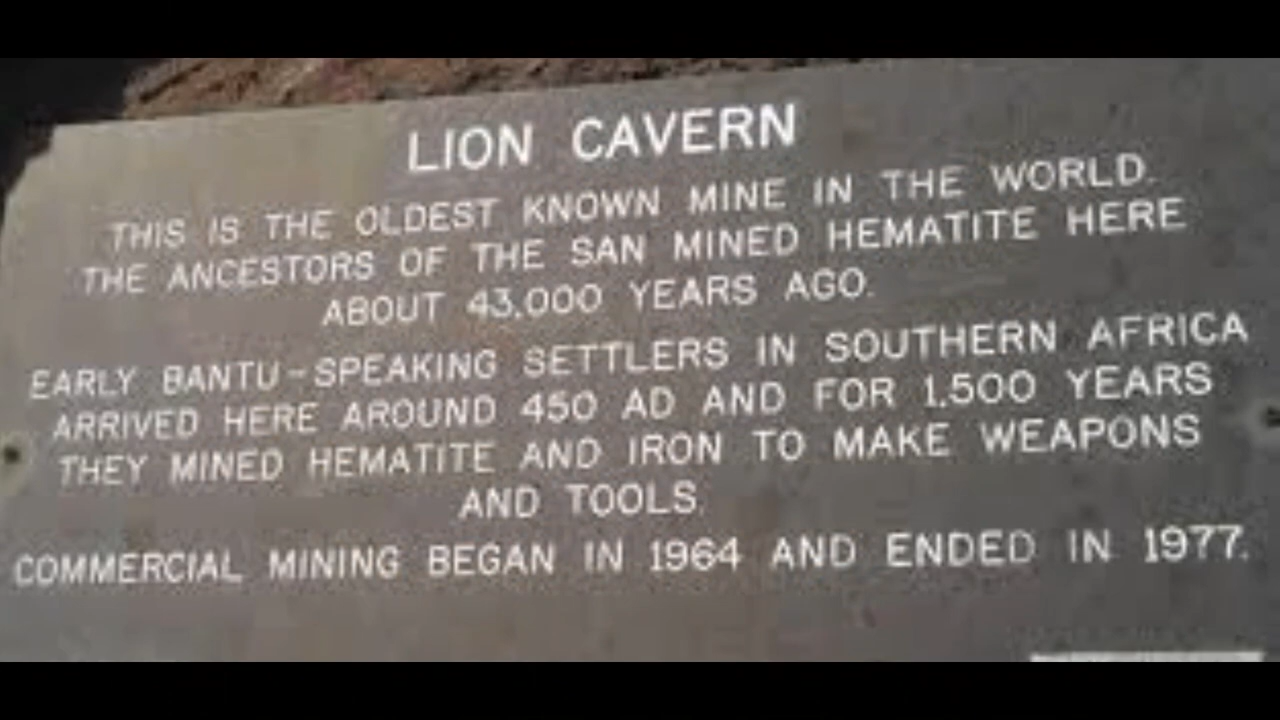 LION CAVERN
THIS IS THE OLDEST KNOWN MINE IN THE WORLD.
THE ANCESTORS OF THE SAN MINED HEMATITE HERE
ABOUT 43,000 YEARS AGO.
EARLY BANTU-SPEAKING SETTLERS IN SOUTHERN AFRICA
ARRIVED HERE AROUND 450 AD AND FOR 1,500 YEARS
THEY MINED HEMATITE AND IRON TO MAKE WEAPONS
AND TOOLS.
COMMERCIAL MINING BEGAN IN 1964 AND ENDED IN 1977.